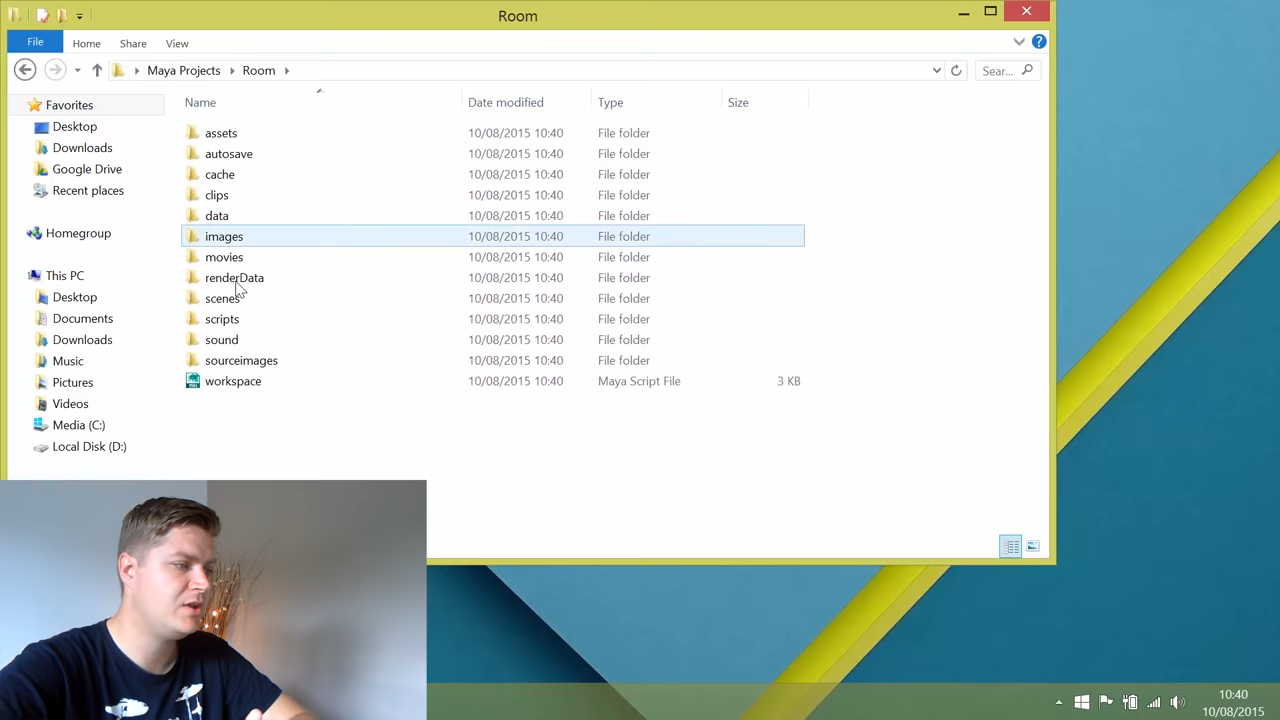 Room
File Home Share View
Maya Projects Room Sear...
Name Date modified Type Size
Favorites
Desktop
Downloads
Google Drive
Recent places
Homegroup
This PC
Desktop
Documents
Downloads
Music
Pictures
Videos
Media (C:)
Local Disk (D:)
assets 10/08/2015 10:40 File folder
autosave 10/08/2015 10:40 File folder
cache 10/08/2015 10:40 File folder
clips 10/08/2015 10:40 File folder
data 10/08/2015 10:40 File folder
images 10/08/2015 10:40 File folder
movies 10/08/2015 10:40 File folder
renderData 10/08/2015 10:40 File folder
scenes 10/08/2015 10:40 File folder
scripts 10/08/2015 10:40 File folder
sound 10/08/2015 10:40 File folder
sourceimages 10/08/2015 10:40 File folder
workspace 10/08/2015 10:40 Maya Script File 3 KB
10:40
10/08/2015